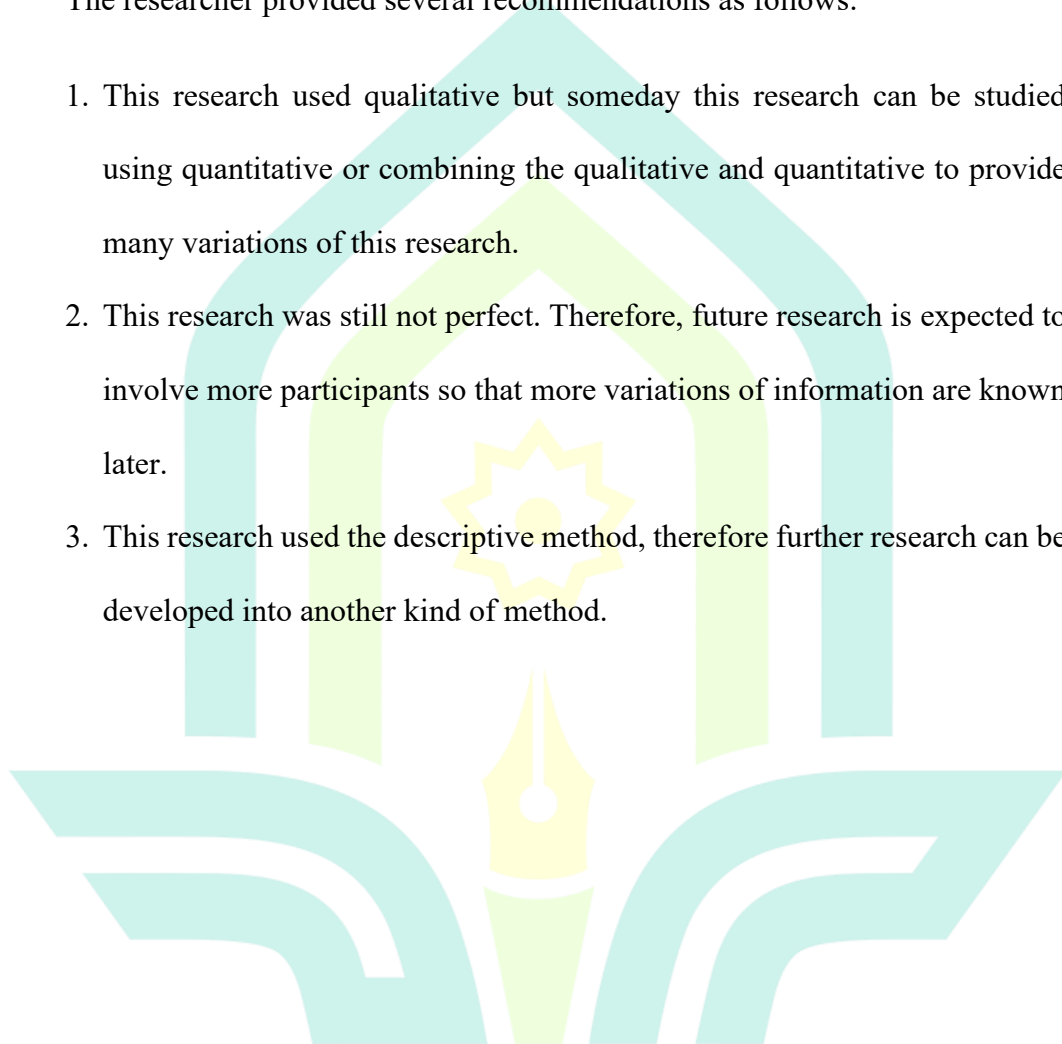 The researcher provided several recommendations as follows:
1. This research used qualitative but someday this research can be studied
using quantitative or combining the qualitative and quantitative to provide
many variations of this research.
2. This research was still not perfect. Therefore, future research is expected to
involve more participants so that more variations of information are known
later.
3. This research used the descriptive method, therefore further research can be
developed into another kind of method.